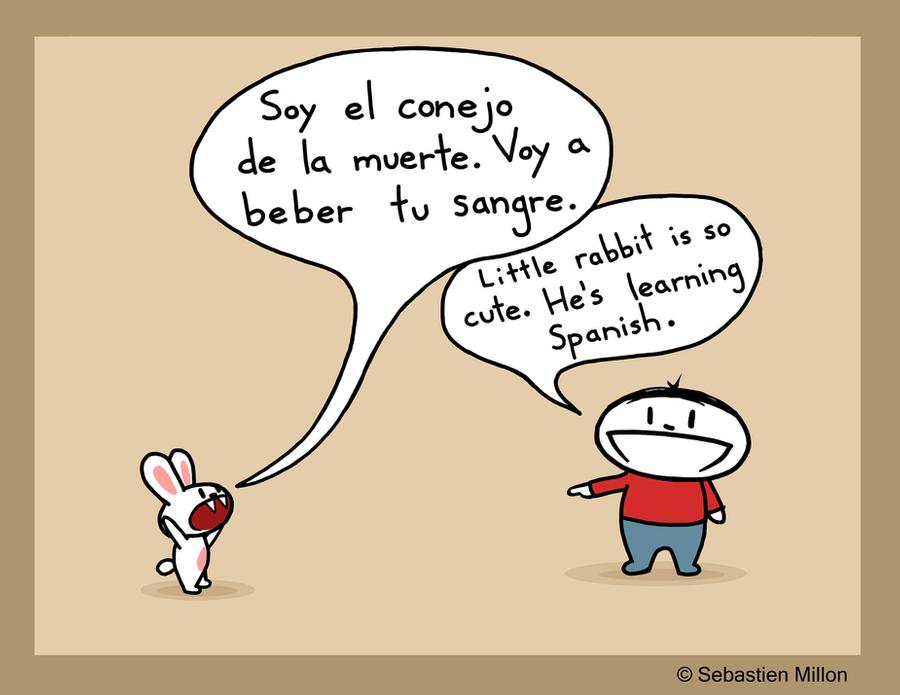 Soy el conejo
de la muerte. Voy a
beber tu sangre.
Little rabbit is so
cute. He's learning
Spanish.
© Sebastien Millon